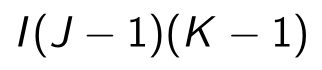 I(J − 1)(K − 1)